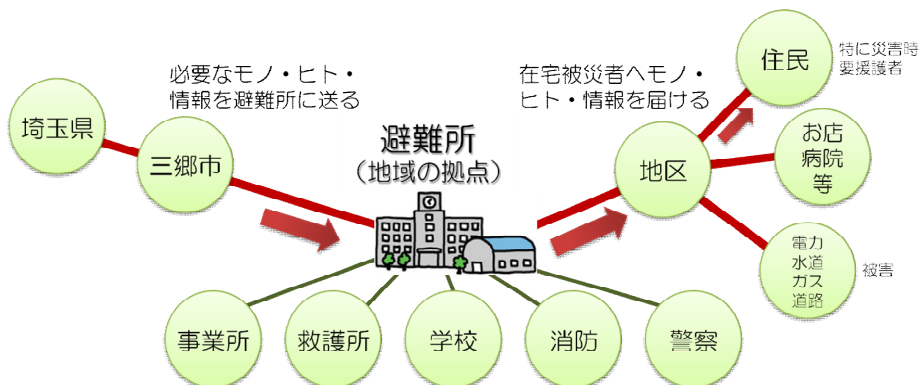 必要なモノ・ヒト・
情報を避難所に送る
在宅被災者へモノ・
ヒト・情報を届ける
住民
特に災害時
要援護者
埼玉県
三郷市
避難所
（地域の拠点）
地区
お店
病院
等
電力
水道
ガス
道路
被害
事業所
救護所
学校
消防
警察